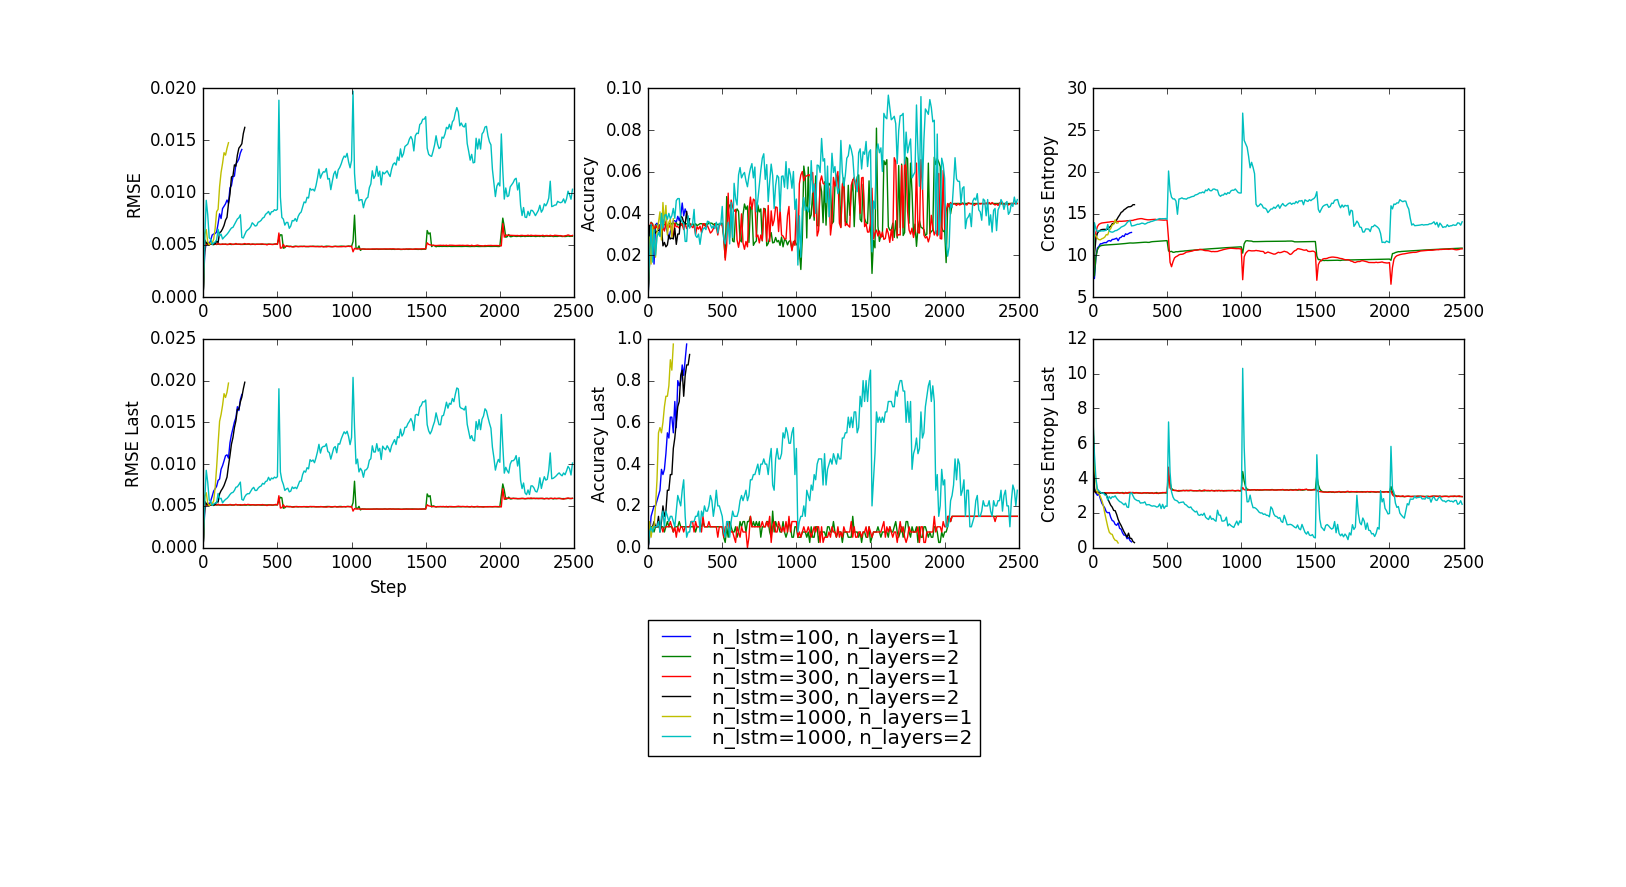 RMSE
0.020
0.015
0.010
0.005
0.000
0 500 1000 1500 2000 2500
Accuracy
0.10
0.08
0.06
0.04
0.02
0.00
0 500 1000 1500 2000 2500
Cross Entropy
30
25
20
15
10
5
0 500 1000 1500 2000 2500
RMSE Last
0.025
0.020
0.015
0.010
0.005
0.000
0 500 1000 1500 2000 2500
Step
Accuracy Last
1.0
0.8
0.6
0.4
0.2
0.0
0 500 1000 1500 2000 2500
Cross Entropy Last
12
10
8
6
4
2
0
0 500 1000 1500 2000 2500
n_lstm=100, n_layers=1
n_lstm=100, n_layers=2
n_lstm=300, n_layers=1
n_lstm=300, n_layers=2
n_lstm=1000, n_layers=1
n_lstm=1000, n_layers=2